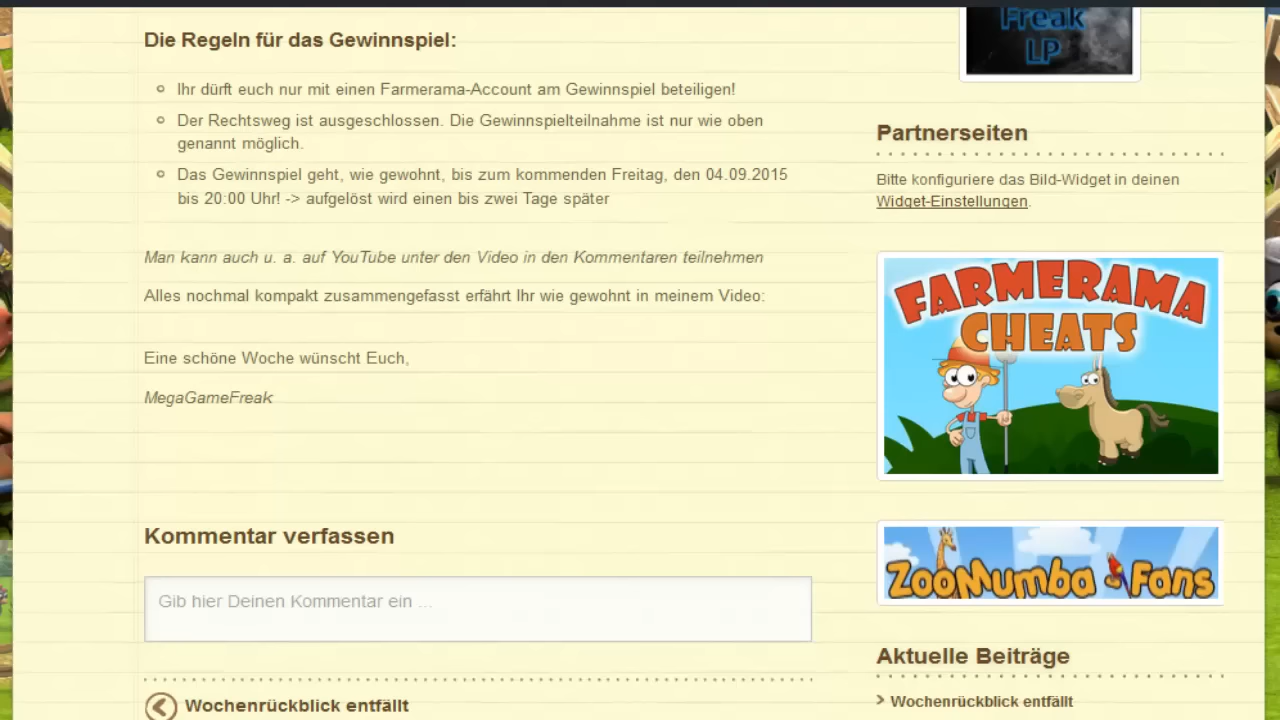 Freak
LP
Die Regeln für das Gewinnspiel:
Ihr dürft euch nur mit einen Farmerama-Account am Gewinnspiel beteiligen!
Der Rechtsweg ist ausgeschlossen. Die Gewinnspielteilnahme ist nur wie oben
genannt möglich.
Das Gewinnspiel geht, wie gewohnt, bis zum kommenden Freitag, den 04.09.2015
bis 20:00 Uhr! -> aufgelöst wird einen bis zwei Tage später
Man kann auch u. a. auf YouTube unter den Video in den Kommentaren teilnehmen
Alles nochmal kompakt zusammengefasst erfährt Ihr wie gewohnt in meinem Video:
Eine schöne Woche wünscht Euch,
MegaGameFreak
Kommentar verfassen
Gib hier Deinen Kommentar ein ...
Wochenrückblick entfällt
Partnerseiten
Bitte konfiguriere das Bild-Widget in deinen
Widget-Einstellungen.
FARMERAMA
CHEATS
ZooMumba Fans
Aktuelle Beiträge
Wochenrückblick entfällt